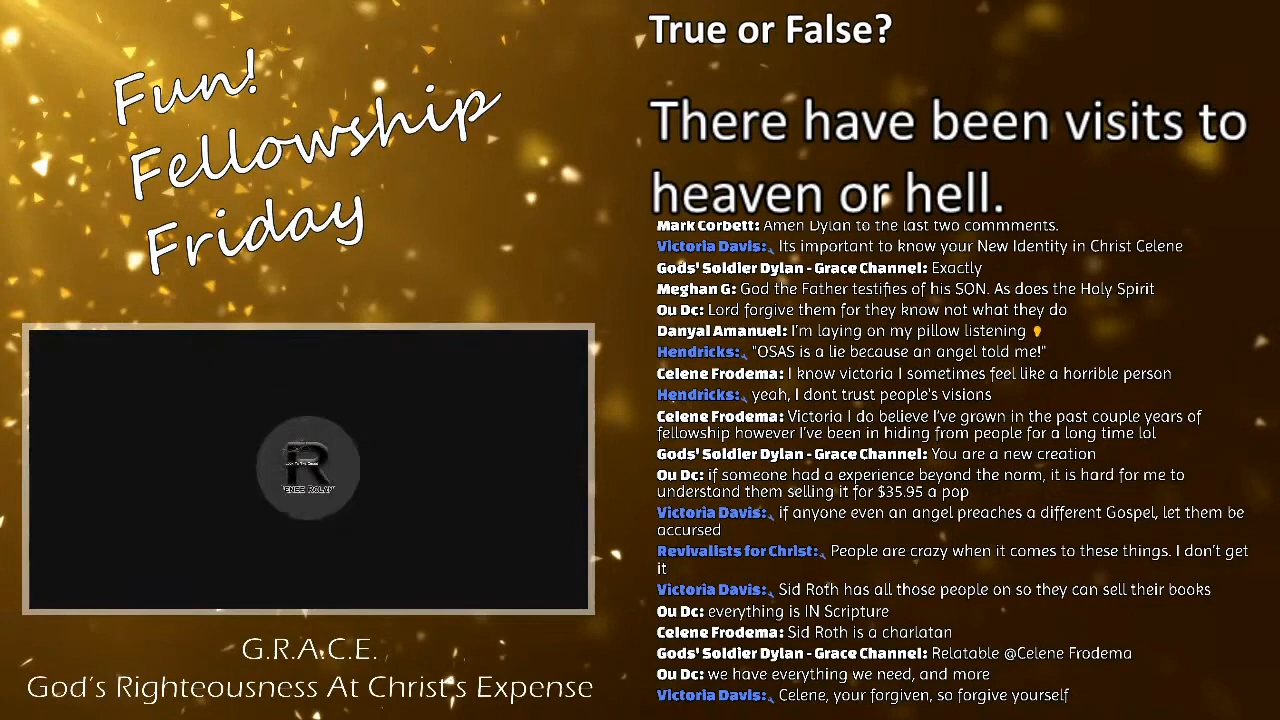 Fun!
Fellowship
Friday
G.R.A.C.E.
God's Righteousness At Christ's Expense
True or False?
There have been visits to
heaven or hell.
Mark Corbett: Amen Dylan to the last two commments.
Victoria Davis: Its important to know your New Identity in Christ Celene
Gods' Soldier Dylan - Grace Channel: Exactly
Meghan G: God the Father testifies of his SON. As does the Holy Spirit
Ou Dc: Lord forgive them for they know not what they do
Danyal Amanuel: I'm laying on my pillow listening
Hendricks: "OSAS is a lie because an angel told me!"
Celene Frodema: I know victoria I sometimes feel like a horrible person
Hendricks: yeah, I dont trust people's visions
Celene Frodema: Victoria I do believe I've grown in the past couple years of
fellowship however I've been in hiding from people for a long time lol
Gods' Soldier Dylan - Grace Channel: You are a new creation
Ou Dc: if someone had a experience beyond the norm, it is hard for me to
understand them selling it for $35.95 a pop
Victoria Davis: if anyone even an angel preaches a different Gospel, let them be
accursed
Revivalists for Christ: People are crazy when it comes to these things. I don't get
it
Victoria Davis: Sid Roth has all those people on so they can sell their books
Ou Dc: everything is IN Scripture
Celene Frodema: Sid Roth is a charlatan
Gods' Soldier Dylan - Grace Channel: Relatable @Celene Frodema
Ou Dc: we have everything we need, and more
Victoria Davis: Celene, your forgiven, so forgive yourself